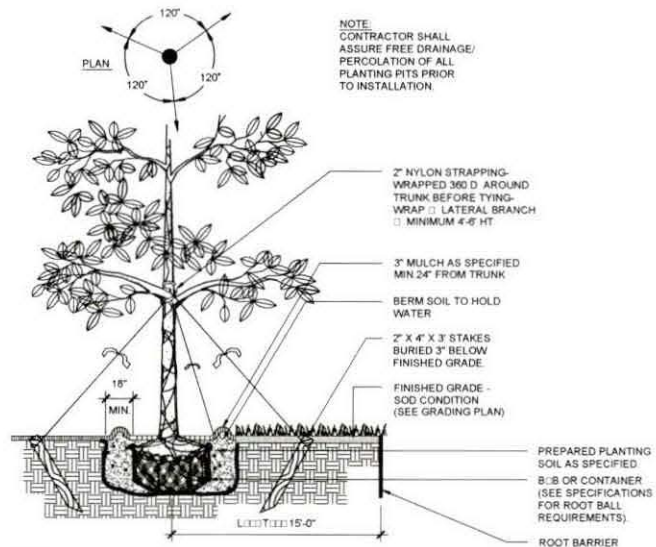 120°
NOTE:
CONTRACTOR SHALL
ASSURE FREE DRAINAGE/
PERCOLATION OF ALL
PLANTING PITS PRIOR
TO INSTALLATION.
PLAN
120°
120°
2" NYLON STRAPPING-
WRAPPED 360 D AROUND
TRUNK BEFORE TYING-
WRAP □ LATERAL BRANCH
□ MINIMUM 4'-6' HT
3" MULCH AS SPECIFIED
MIN.24" FROM TRUNK
BERM SOIL TO HOLD
WATER
2" X 4" X 3' STAKES
BURIED 3" BELOW
FINISHED GRADE.
18"
MIN.
FINISHED GRADE -
SOD CONDITION
(SEE GRADING PLAN)
PREPARED PLANTING
SOIL AS SPECIFIED
B□B OR CONTAINER
(SEE SPECIFICATIONS
FOR ROOT BALL
REQUIREMENTS).
L□□□T□□□ 15'-0"
ROOT BARRIER